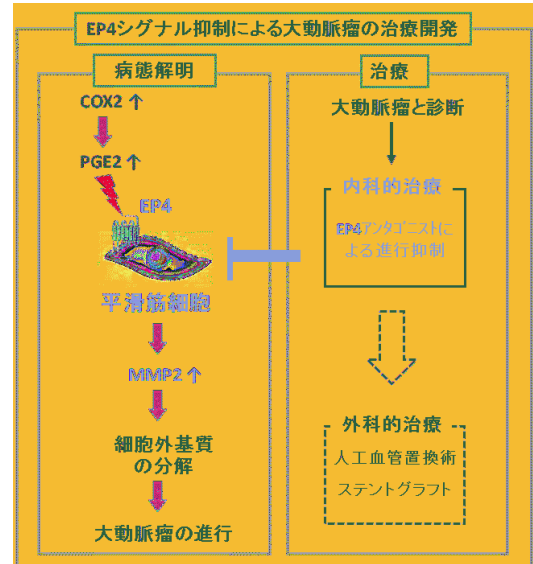 EP4シグナル抑制による大動脈瘤の治療開発
病態解明
COX2↑
PGE2↑
EP4
平滑筋細胞
MMP2↑
細胞外基質
の分解
大動脈瘤の進行
治療
大動脈瘤と診断
内科的治療
EP4アンタゴニストに
よる進行抑制
外科的治療
人工血管置換術
ステントグラフト